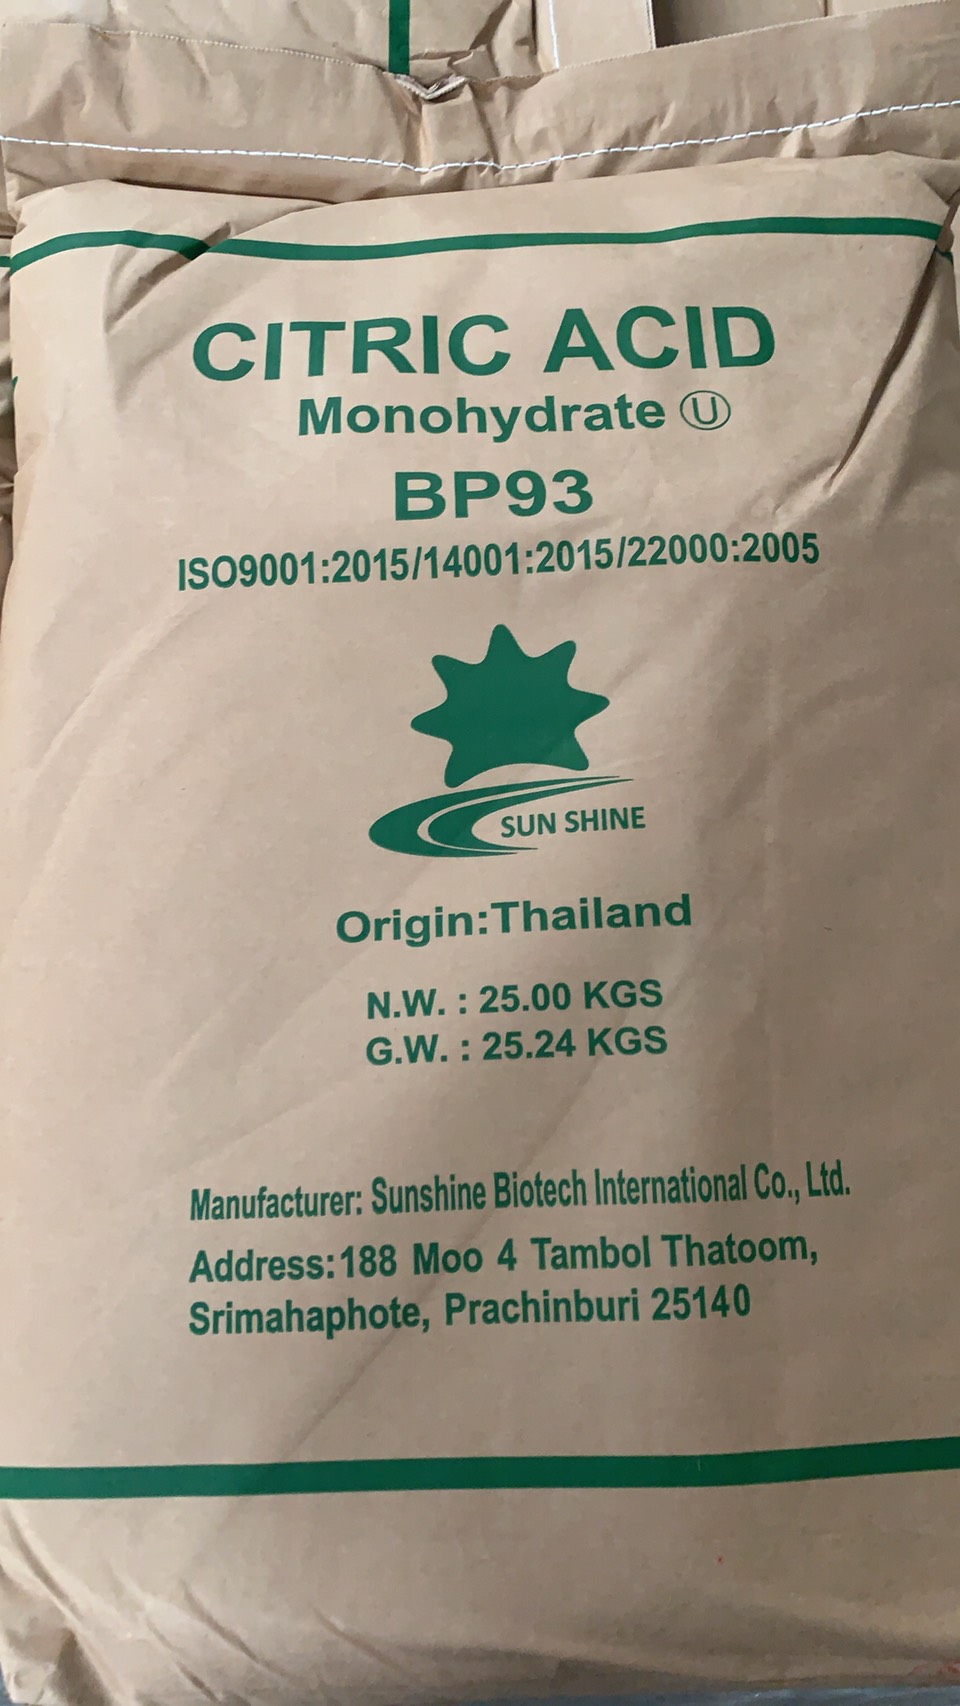 CITRIC ACID
Monohydrate Ⓤ
BP93
ISO9001:2015/14001:2015/22000:2005
SUN SHINE
Origin:Thailand
N.W. : 25.00 KGS
G.W. : 25.24 KGS
Manufacturer: Sunshine Biotech International Co., Ltd.
Address:188 Moo 4 Tambol Thatoom,
Srimahaphote, Prachinburi 25140